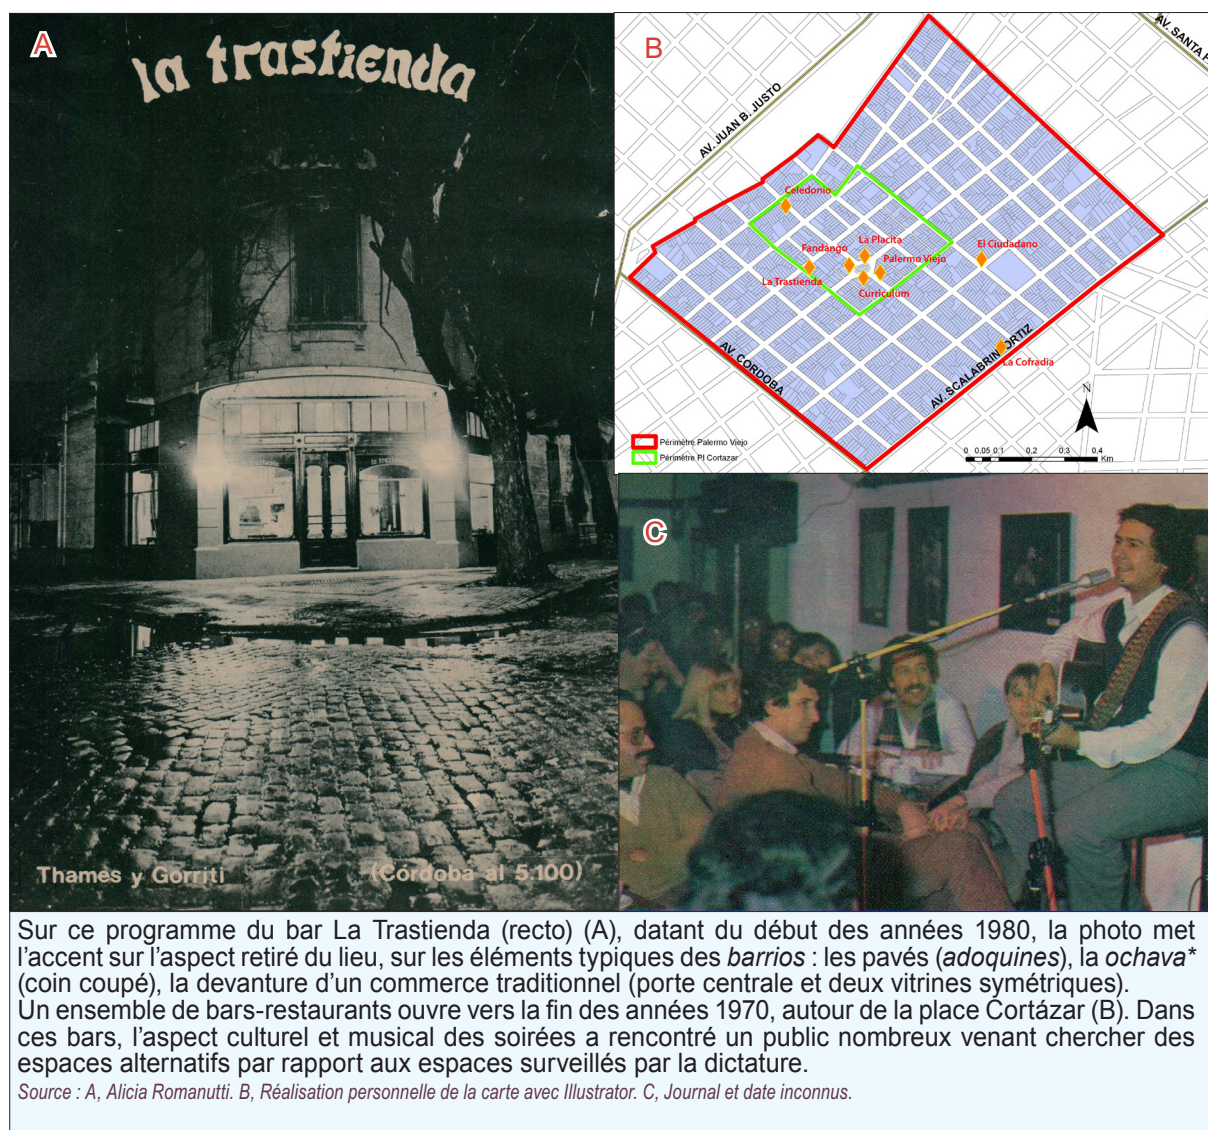 A
la trastienda
la trastienda
Thames y Gorriti
(Córdoba al 5.100)
B
AV. SANTA F
AV. JUAN B. JUSTO
Celedonio
La Placita
Fandango
El Ciudadano
Palermo Viejo
La Trastienda
Curriculum
AV. CORDOBA
AV. SCALABRINI ORTIZ
La Cofradia
N
Périmètre Palermo Viejo
Périmètre Pl Cortazar
0 0,05 0,1 0,2 0,3 0,4
Km
C
Sur ce programme du bar La Trastienda (recto) (A), datant du début des années 1980, la photo met
l’accent sur l’aspect retiré du lieu, sur les éléments typiques des barrios : les pavés (adoquines), la ochava*
(coin coupé), la devanture d’un commerce traditionnel (porte centrale et deux vitrines symétriques).
Un ensemble de bars-restaurants ouvre vers la fin des années 1970, autour de la place Cortázar (B). Dans
ces bars, l’aspect culturel et musical des soirées a rencontré un public nombreux venant chercher des
espaces alternatifs par rapport aux espaces surveillés par la dictature.
Source : A, Alicia Romanutti. B, Réalisation personnelle de la carte avec Illustrator. C, Journal et date inconnus.